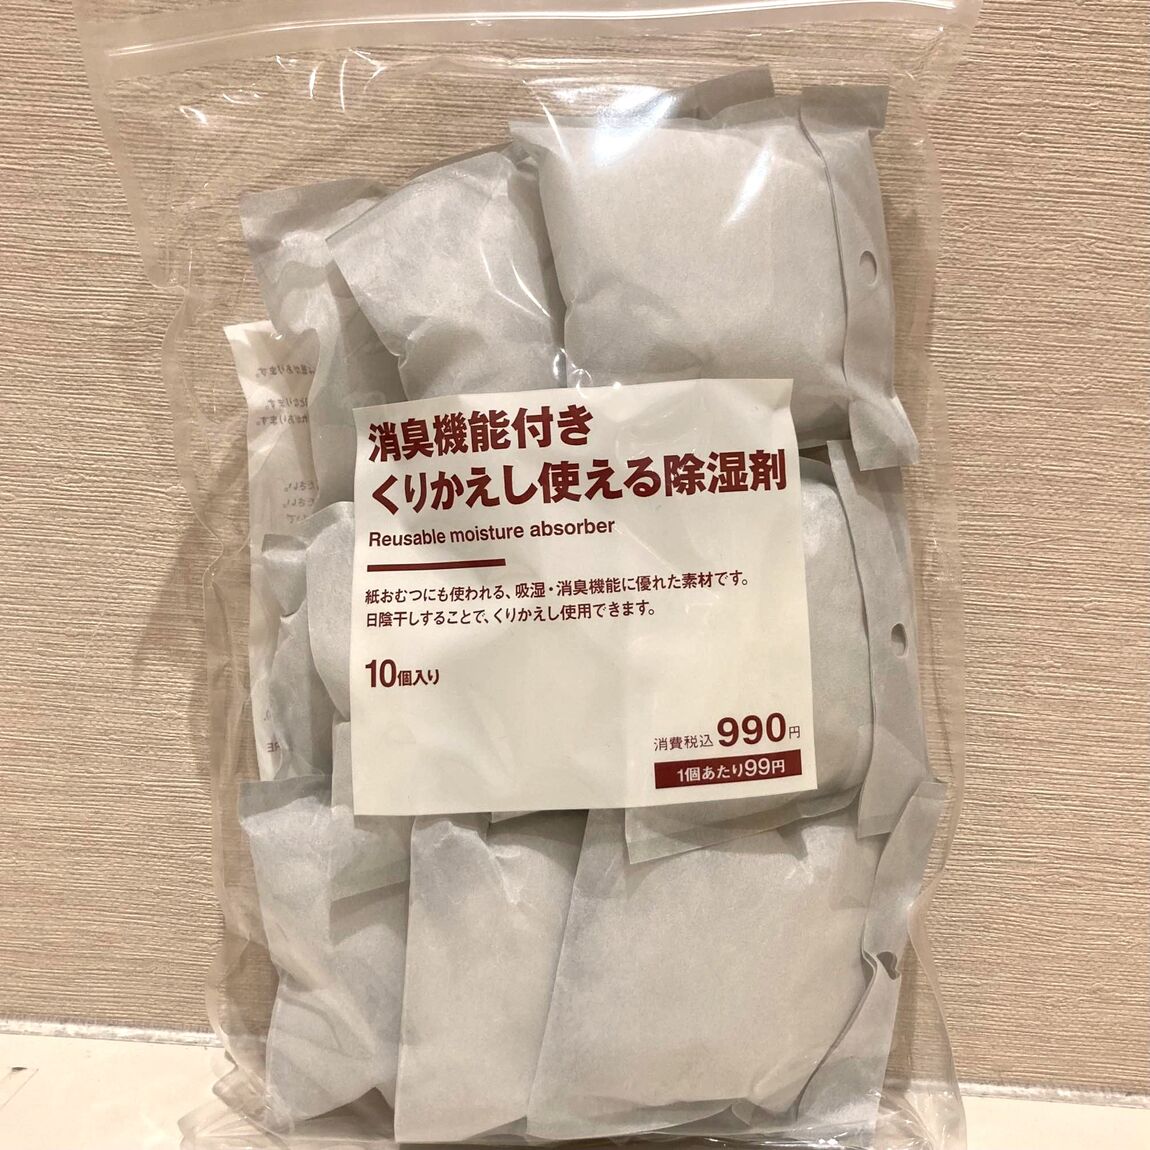 消臭機能付き
くりかえし使える除湿剤
Reusable moisture absorber
紙おむつにも使われる、吸湿・消臭機能に優れた素材です。
日陰干しすることで、くりかえし使用できます。
10個入り
消費税込990円
1個あたり99円